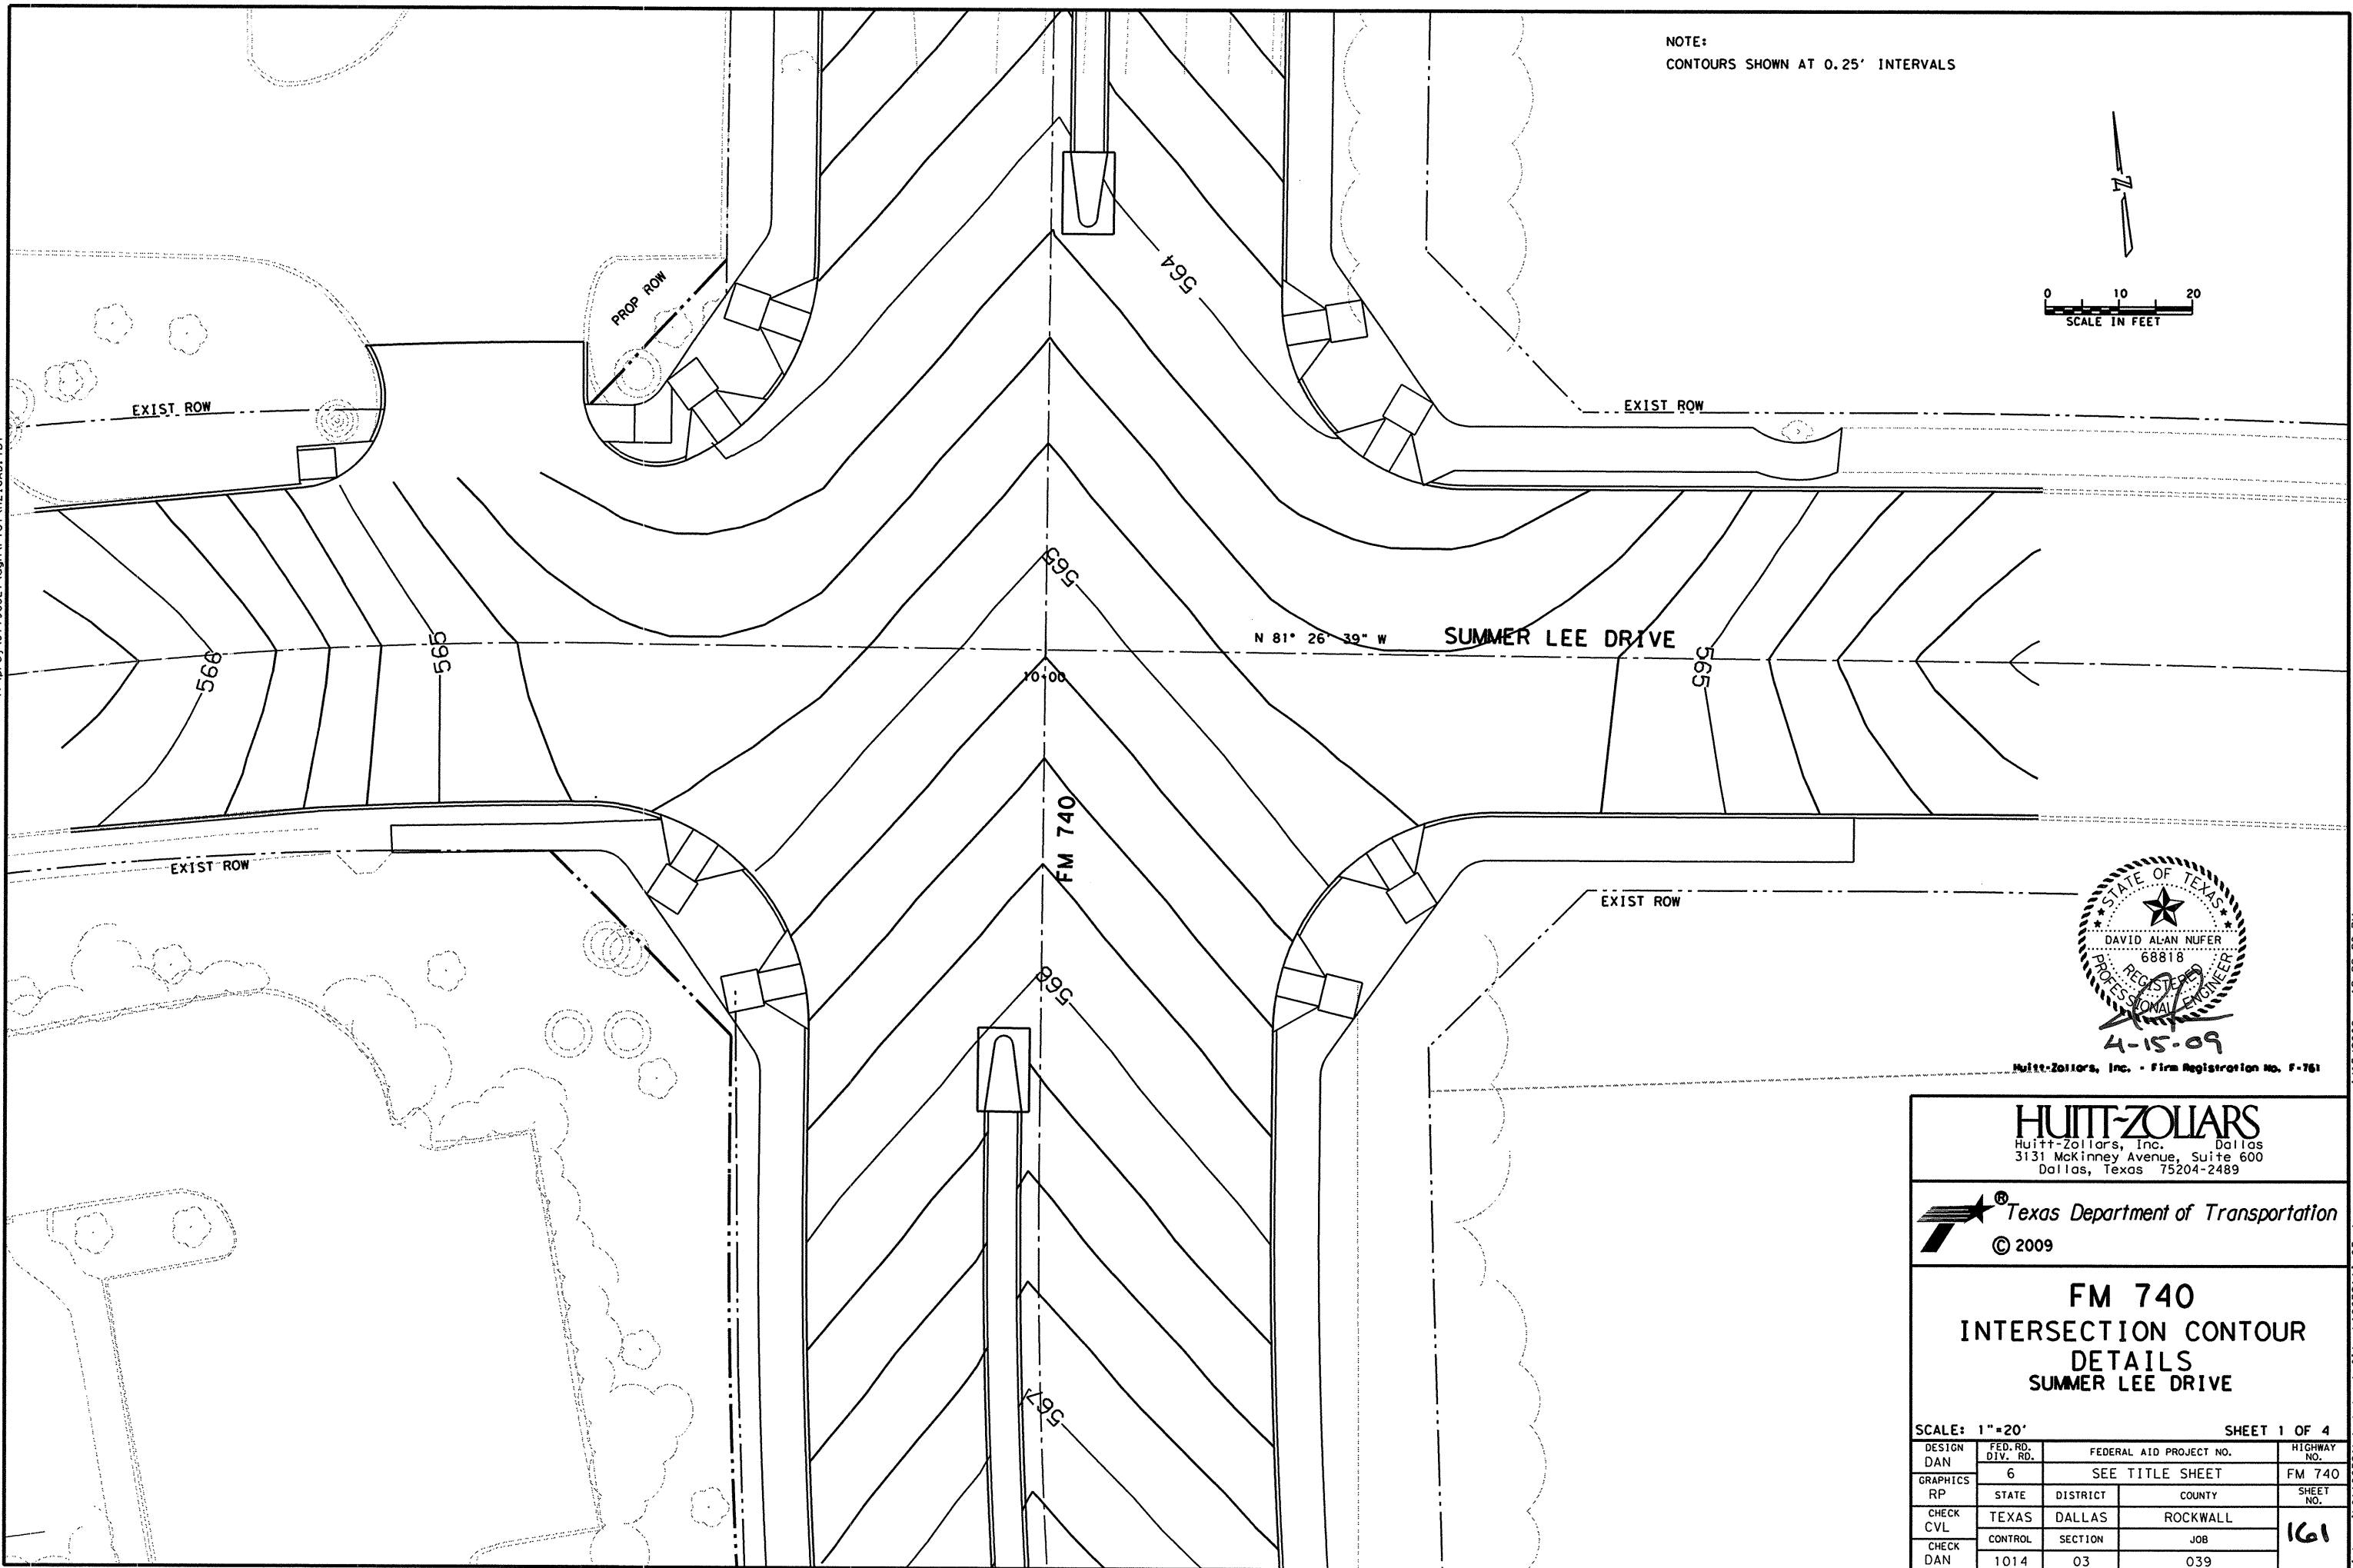 NOTE:
CONTOURS SHOWN AT 0.25' INTERVALS
N
0 10 20
SCALE IN FEET
PROP ROW
564
EXIST ROW
EXIST ROW
565
N 81° 26' 39" W
SUMMER LEE DRIVE
566
565
565
10+00
FM 740
EXIST ROW
EXIST ROW
566
567
STATE OF TEXAS
DAVID ALAN NUFER
68818
REGISTERED
PROFESSIONAL ENGINEER
4-15-09
Huitt-Zollars, Inc. - Firm Registration No. F-761
HUITT-ZOLLARS
Huitt-Zollars, Inc. Dallas
3131 McKinney Avenue, Suite 600
Dallas, Texas 75204-2489
® Texas Department of Transportation
© 2009
FM 740
INTERSECTION CONTOUR
DETAILS
SUMMER LEE DRIVE
SCALE: 1"=20' SHEET 1 OF 4
DESIGN DAN
FED.RD. DIV. RD.
FEDERAL AID PROJECT NO.
HIGHWAY NO.
6 SEE TITLE SHEET FM 740
GRAPHICS RP
STATE DISTRICT COUNTY SHEET NO.
CHECK CVL
TEXAS DALLAS ROCKWALL 161
CONTROL SECTION JOB
CHECK DAN
1014 03 039